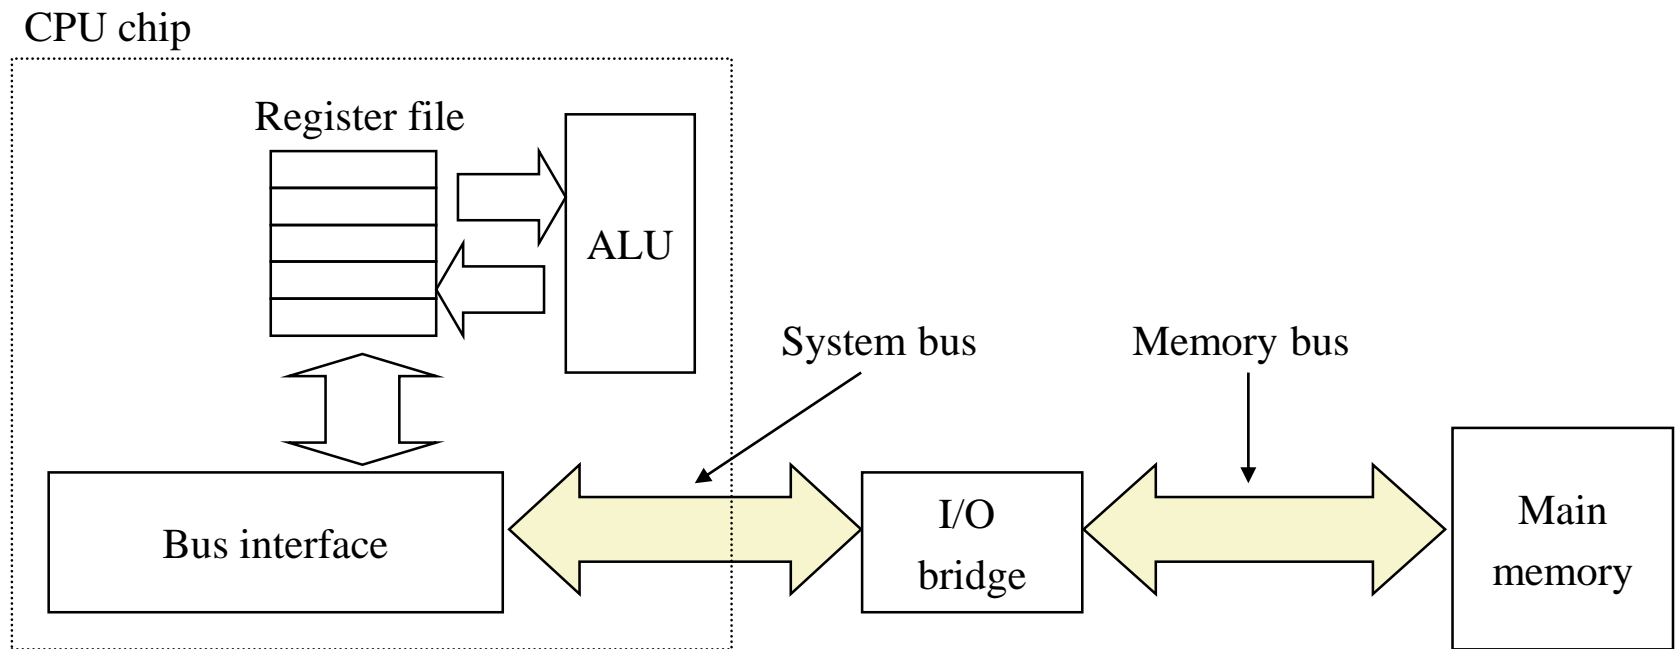 CPU chip
Register file
ALU
System bus
Memory bus
Bus interface
I/O
bridge
Main
memory